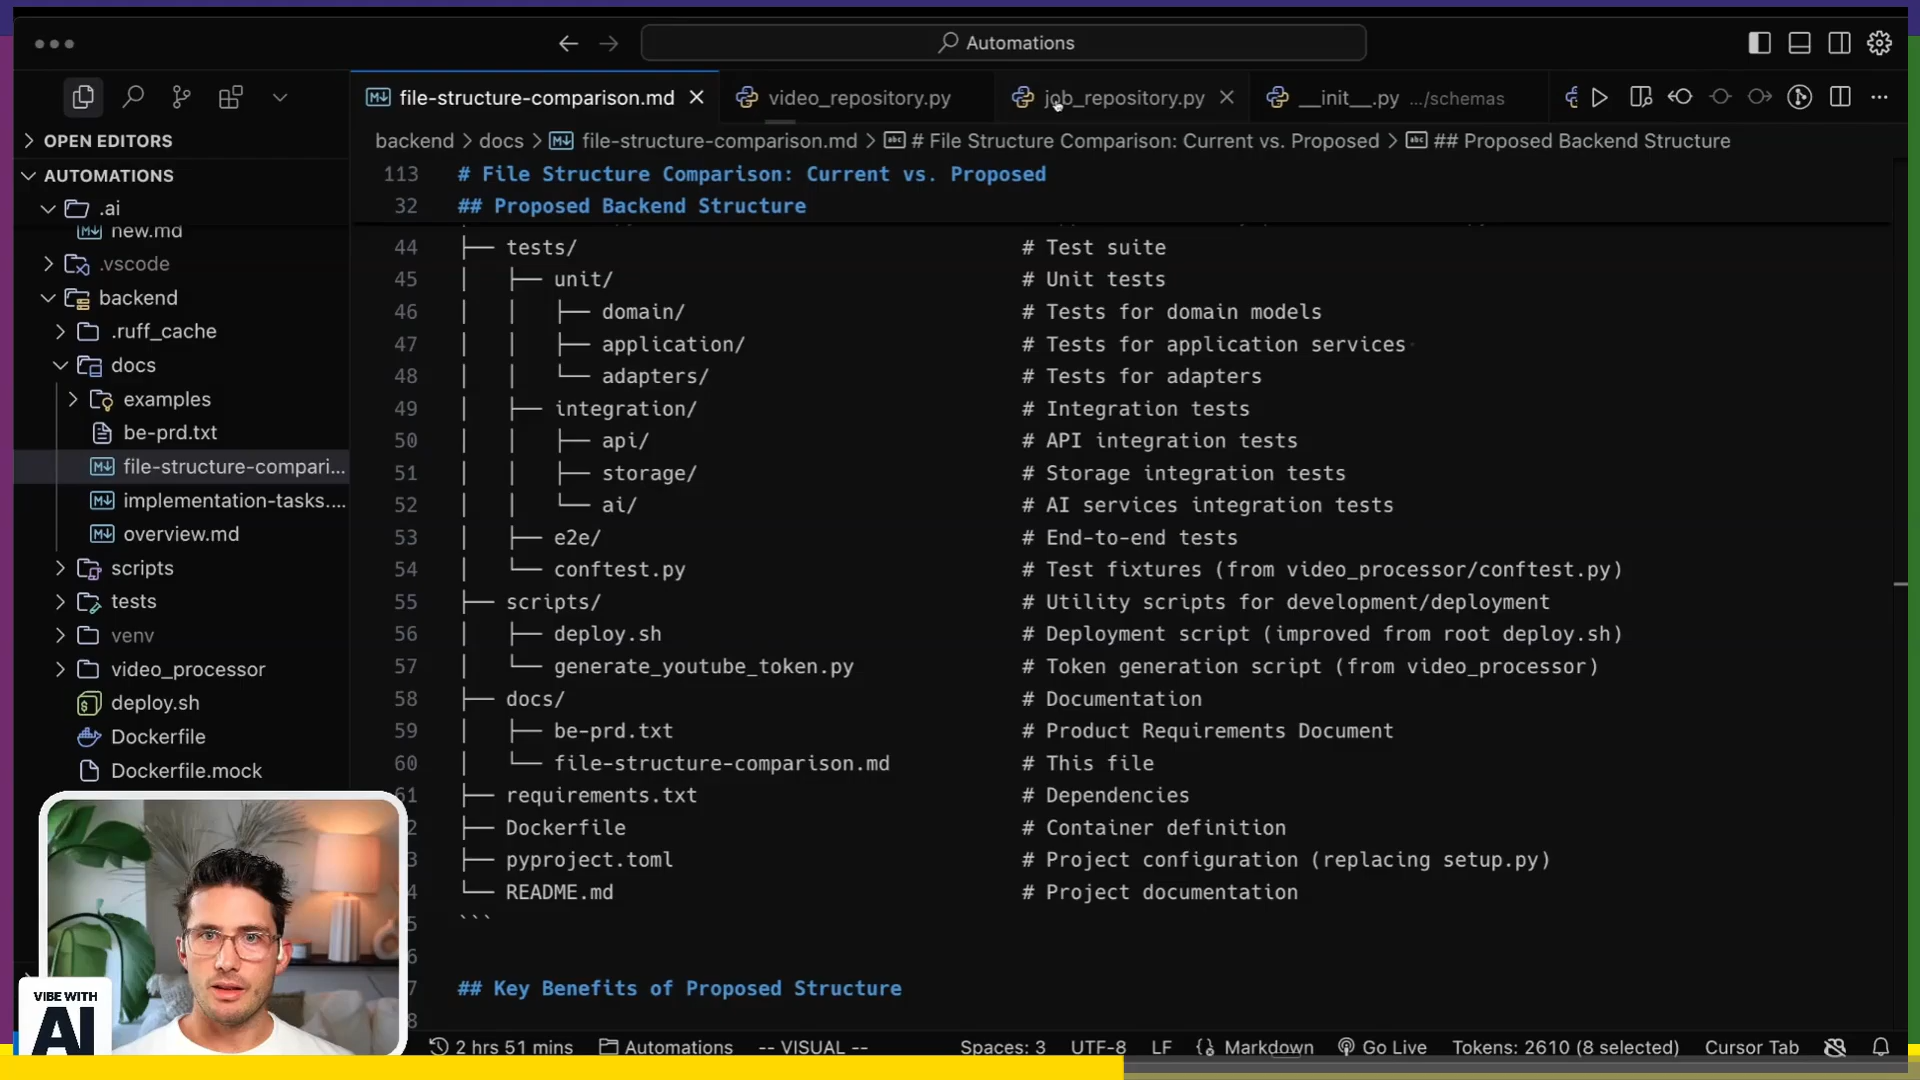 Automations
file-structure-comparison.md
video_repository.py
job_repository.py
__init__.py .../schemas
backend > docs > file-structure-comparison.md > # File Structure Comparison: Current vs. Proposed > ## Proposed Backend Structure
OPEN EDITORS
AUTOMATIONS
.ai
new.md
.vscode
backend
.ruff_cache
docs
examples
be-prd.txt
file-structure-compari...
implementation-tasks....
overview.md
scripts
tests
venv
video_processor
deploy.sh
Dockerfile
Dockerfile.mock
113 # File Structure Comparison: Current vs. Proposed
32 ## Proposed Backend Structure
44 ├── tests/ # Test suite
45 │   ├── unit/ # Unit tests
46 │   │   ├── domain/ # Tests for domain models
47 │   │   ├── application/ # Tests for application services
48 │   │   └── adapters/ # Tests for adapters
49 │   ├── integration/ # Integration tests
50 │   │   ├── api/ # API integration tests
51 │   │   ├── storage/ # Storage integration tests
52 │   │   └── ai/ # AI services integration tests
53 │   ├── e2e/ # End-to-end tests
54 │   └── conftest.py # Test fixtures (from video_processor/conftest.py)
55 ├── scripts/ # Utility scripts for development/deployment
56 │   ├── deploy.sh # Deployment script (improved from root deploy.sh)
57 │   └── generate_youtube_token.py # Token generation script (from video_processor)
58 ├── docs/ # Documentation
59 │   ├── be-prd.txt # Product Requirements Document
60 │   └── file-structure-comparison.md # This file
61 ├── requirements.txt # Dependencies
2 ├── Dockerfile # Container definition
3 ├── pyproject.toml # Project configuration (replacing setup.py)
4 └── README.md # Project documentation
5 ```
6
7 ## Key Benefits of Proposed Structure
8
VIBE WITH
AI
2 hrs 51 mins Automations -- VISUAL -- Spaces: 3 UTF-8 LF Markdown Go Live Tokens: 2610 (8 selected) Cursor Tab